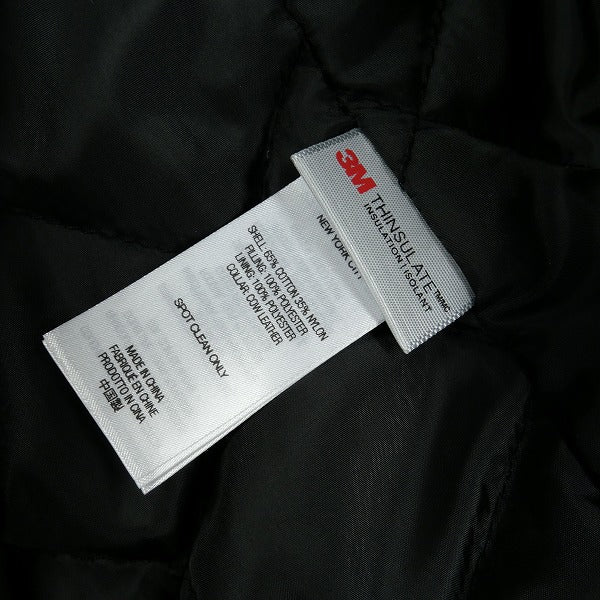 3M THINSULATE™/MC
INSULATION | ISOLANT
NEW YORK CITY
SHELL: 65% COTTON 35% NYLON
FILLING: 100% POLYESTER
LINING: 100% POLYESTER
COLLAR: COW LEATHER
SPOT CLEAN ONLY
MADE IN CHINA
FABRIQUÉ EN CHINE
PRODOTTO IN CINA
中国製